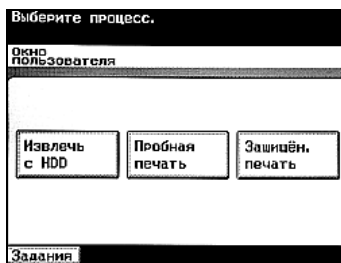 Выберите процесс.
Окно
пользователя
Извлечь
с HDD
Пробная
печать
Защищён.
печать
Задания